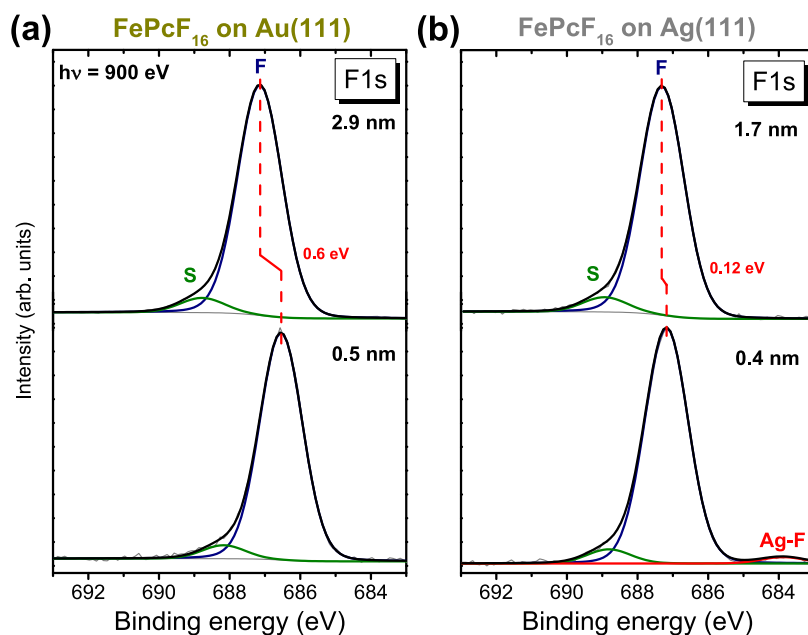 (a) FePcF₁₆ on Au(111)
hν = 900 eV
F
F1s
2.9 nm
0.6 eV
S
0.5 nm
Intensity (arb. units)
692 690 688 686 684
Binding energy (eV)
(b) FePcF₁₆ on Ag(111)
F
F1s
1.7 nm
0.12 eV
S
0.4 nm
Ag-F
692 690 688 686 684
Binding energy (eV)